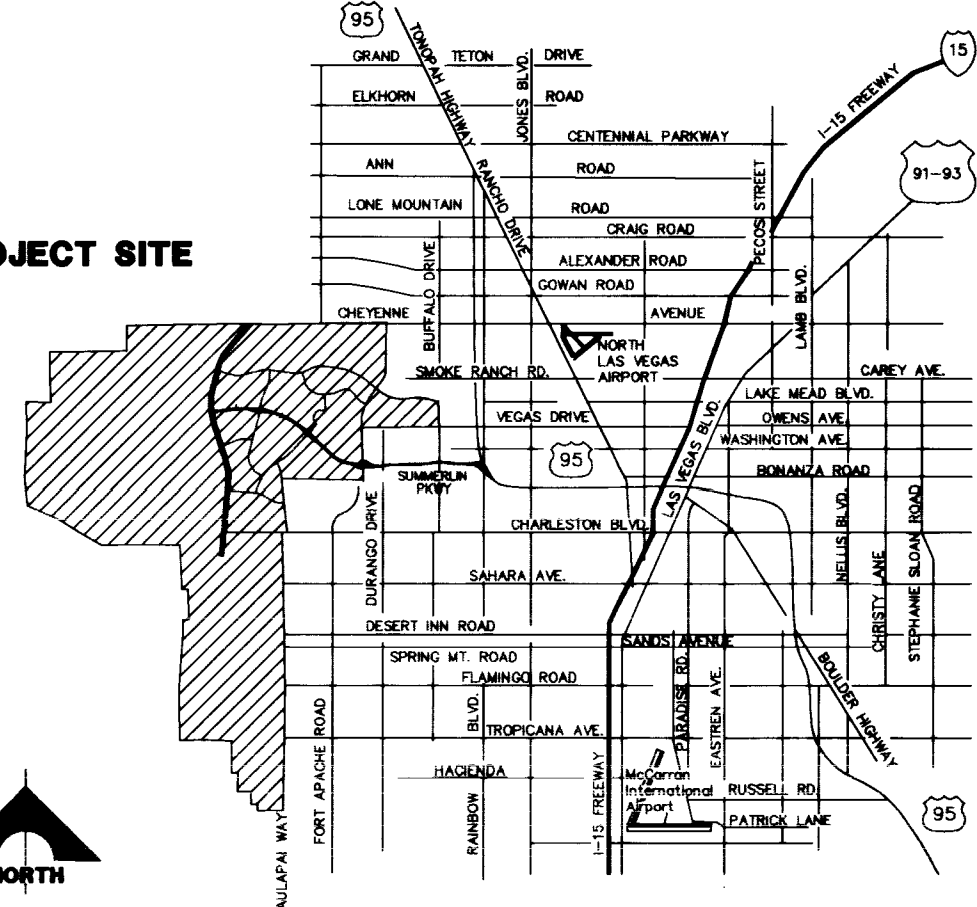 95
TONOPAH HIGHWAY
GRAND TETON DRIVE
JONES BLVD.
15
I-15 FREEWAY
ELKHORN ROAD
CENTENNIAL PARKWAY
91-93
ANN ROAD
RANCHO DRIVE
PECOS STREET
LONE MOUNTAIN ROAD
CRAIG ROAD
OJECT SITE
BUFFALO DRIVE
ALEXANDER ROAD
GOWAN ROAD
LAMB BLVD.
CHEYENNE AVENUE
NORTH
LAS VEGAS
AIRPORT
SMOKE RANCH RD.
CAREY AVE.
LAKE MEAD BLVD.
VEGAS DRIVE
OWENS AVE.
WASHINGTON AVE.
LAS VEGAS BLVD.
95
BONANZA ROAD
SUMMERLIN
PKWY
CHARLESTON BLVD.
DURANGO DRIVE
NELLIS BLVD.
CHRISTY LANE
STEPHANIE SLOAN ROAD
SAHARA AVE.
DESERT INN ROAD
SANDS AVENUE
SPRING MT. ROAD
FLAMINGO ROAD
PARADISE RD.
EASTREN AVE.
BOULDER HIGHWAY
FORT APACHE ROAD
RAINBOW BLVD.
TROPICANA AVE.
HACIENDA
I-15 FREEWAY
McCarran
International
Airport
RUSSELL RD.
PATRICK LANE
95
AULAPAI WAY
NORTH